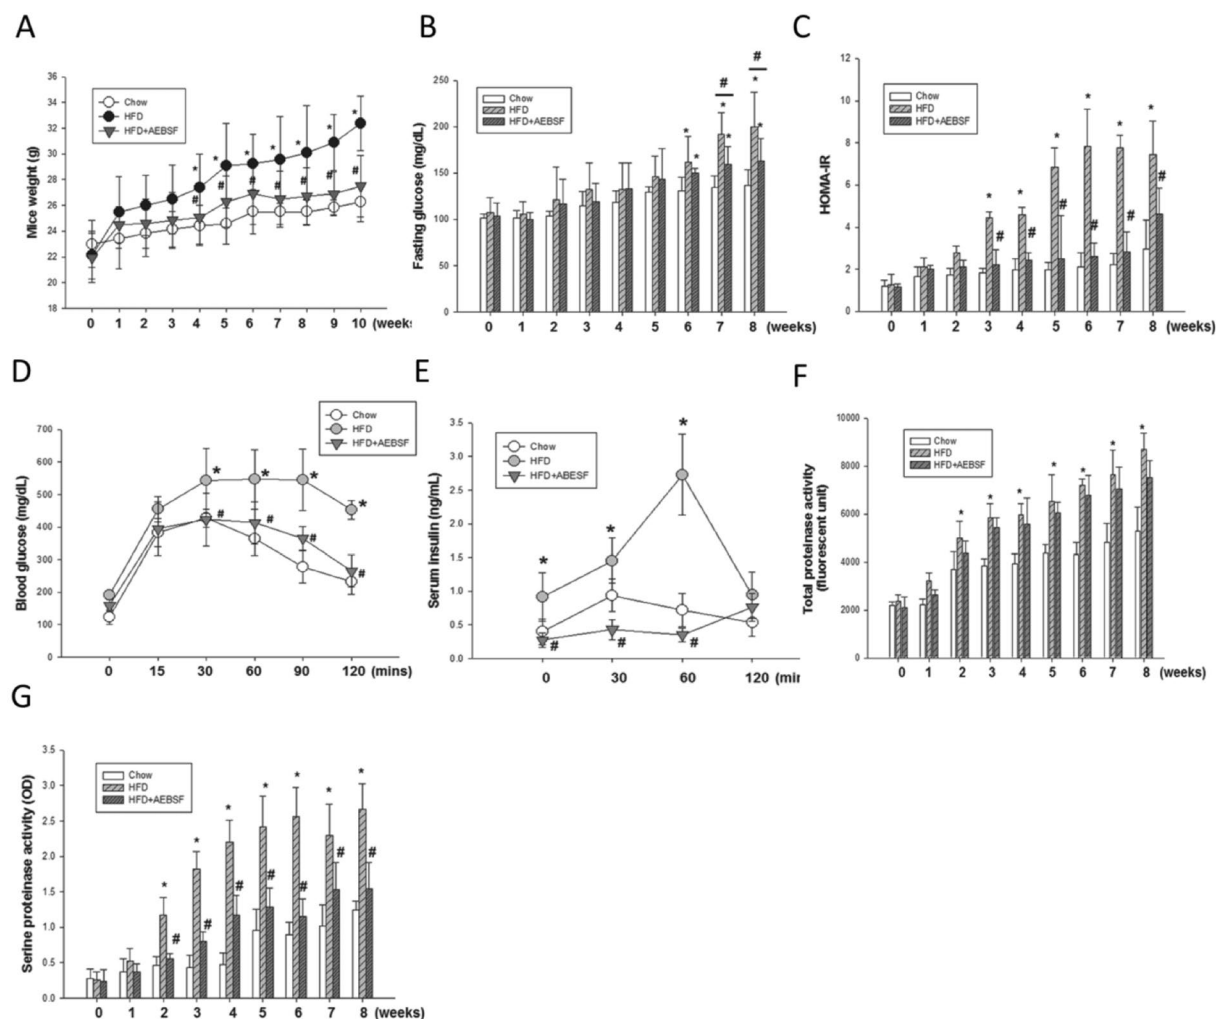 A
Mice weight (g)
36
34
32
30
28
26
24
22
20
18
Chow
HFD
HFD+AEBSF
* * * * * * *
# # # # # # #
0 1 2 3 4 5 6 7 8 9 10 (weeks)
B
Fasting glucose (mg/dL)
250
200
150
100
50
0
Chow
HFD
HFD+AEBSF
# #
* * * * * *
0 1 2 3 4 5 6 7 8 (weeks)
C
HOMA-IR
12
10
8
6
4
2
0
Chow
HFD
HFD+AEBSF
* * * * * *
# # # # # #
0 1 2 3 4 5 6 7 8 (weeks)
D
Blood glucose (mg/dL)
700
600
500
400
300
200
100
0
Chow
HFD
HFD+AEBSF
* * * *
# # # #
0 15 30 60 90 120 (mins)
E
Serum insulin (ng/mL)
3.5
3.0
2.5
2.0
1.5
1.0
0.5
0.0
Chow
HFD
HFD+ABESF
* * *
# # #
0 30 60 120 (min
F
Total proteinase activity
(fluorescent unit)
10000
8000
6000
4000
2000
0
Chow
HFD
HFD+AEBSF
* * * * * * *
0 1 2 3 4 5 6 7 8 (weeks)
G
Serine proteinase activity (OD)
3.5
3.0
2.5
2.0
1.5
1.0
0.5
0.0
Chow
HFD
HFD+AEBSF
* * * * * * *
# # # # # # #
0 1 2 3 4 5 6 7 8 (weeks)